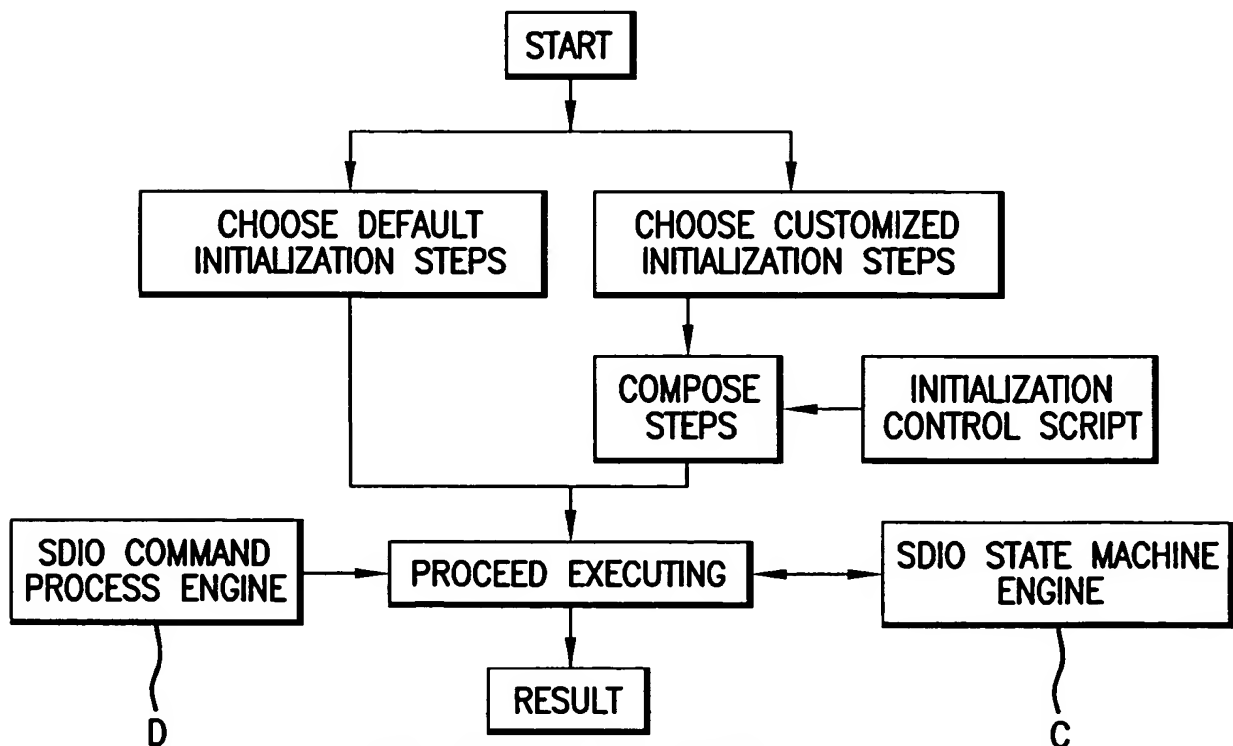 START
CHOOSE DEFAULT
INITIALIZATION STEPS
CHOOSE CUSTOMIZED
INITIALIZATION STEPS
COMPOSE
STEPS
INITIALIZATION
CONTROL SCRIPT
SDIO COMMAND
PROCESS ENGINE
PROCEED EXECUTING
SDIO STATE MACHINE
ENGINE
RESULT
D
C